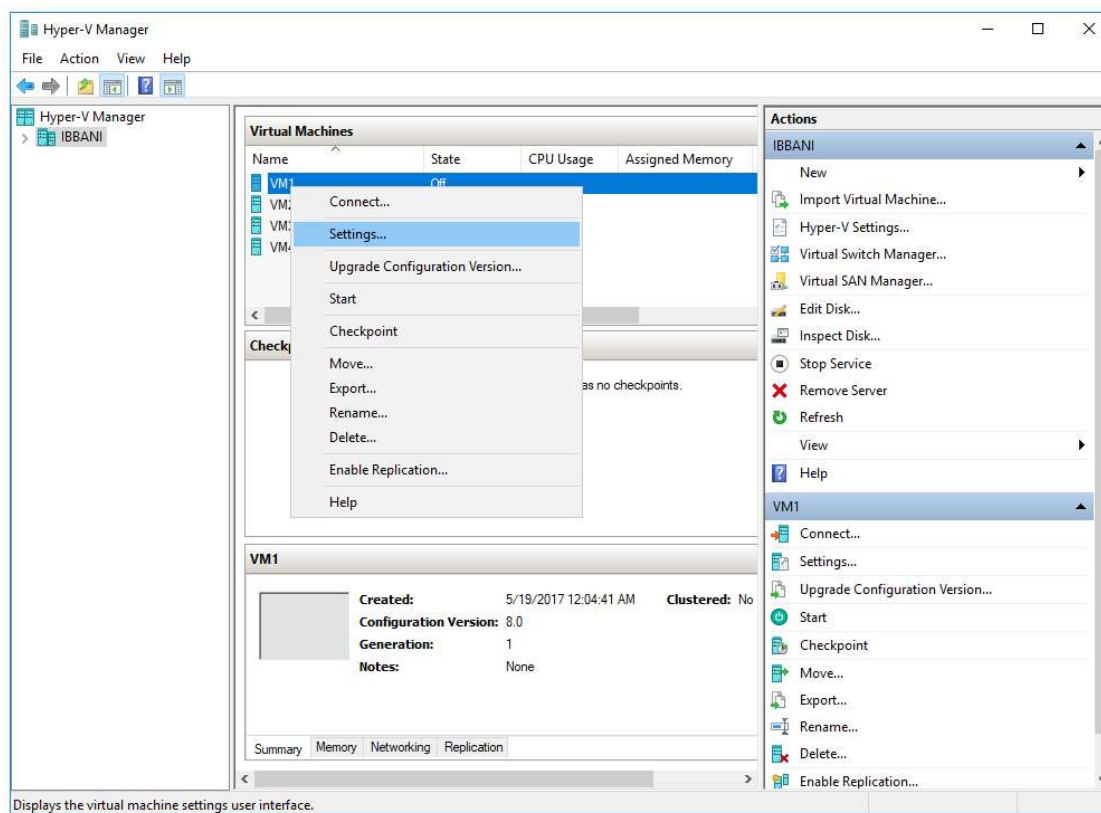 Hyper-V Manager
File Action View Help
Hyper-V Manager
IBBANI
Virtual Machines
Name State CPU Usage Assigned Memory
VM1 Off
VM
VM
VM
Connect...
Settings...
Upgrade Configuration Version...
Start
Checkpoint
Move...
Export...
Rename...
Delete...
Enable Replication...
Help
Checkp
as no checkpoints.
VM1
Created: 5/19/2017 12:04:41 AM Clustered: No
Configuration Version: 8.0
Generation: 1
Notes: None
Summary Memory Networking Replication
Actions
IBBANI
New
Import Virtual Machine...
Hyper-V Settings...
Virtual Switch Manager...
Virtual SAN Manager...
Edit Disk...
Inspect Disk...
Stop Service
Remove Server
Refresh
View
Help
VM1
Connect...
Settings...
Upgrade Configuration Version...
Start
Checkpoint
Move...
Export...
Rename...
Delete...
Enable Replication...
Displays the virtual machine settings user interface.